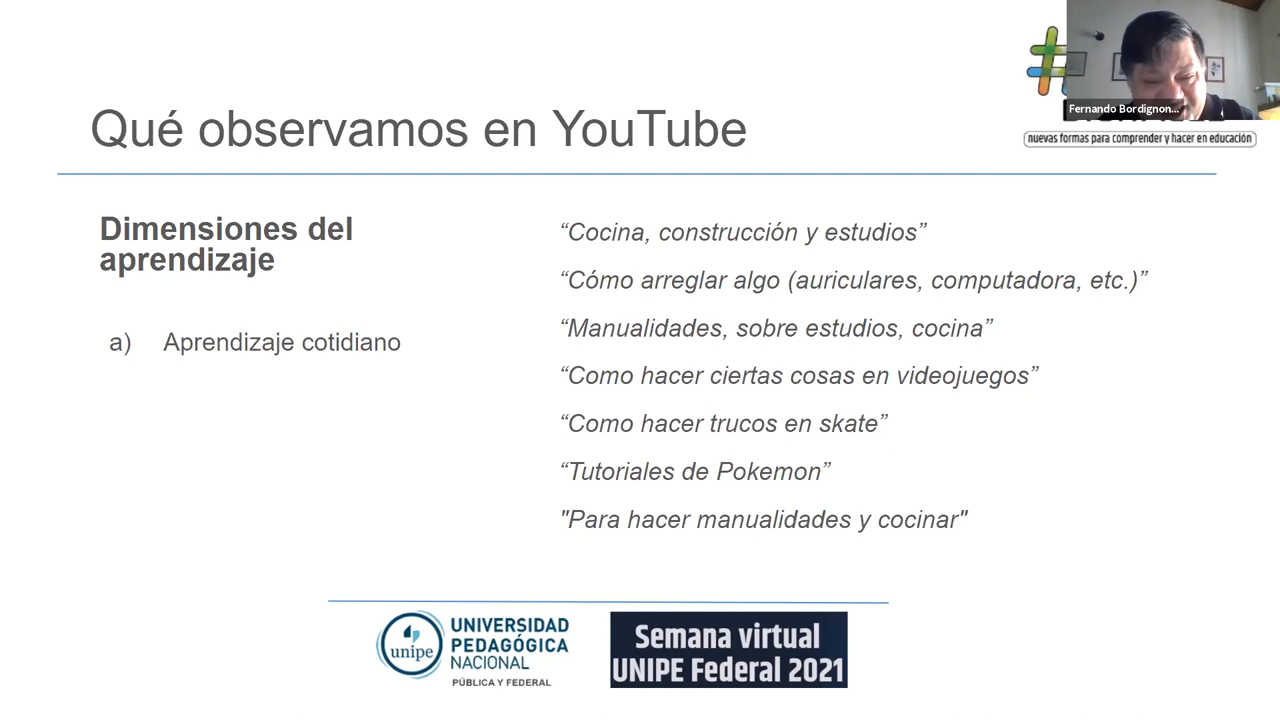 Fernando Bordignon...
nuevas formas para comprender y hacer en educación
Qué observamos en YouTube
Dimensiones del
aprendizaje
a) Aprendizaje cotidiano
“Cocina, construcción y estudios”
“Cómo arreglar algo (auriculares, computadora, etc.)”
“Manualidades, sobre estudios, cocina”
“Como hacer ciertas cosas en videojuegos”
“Como hacer trucos en skate”
“Tutoriales de Pokemon”
"Para hacer manualidades y cocinar"
unipe
UNIVERSIDAD
PEDAGÓGICA
NACIONAL
PÚBLICA Y FEDERAL
Semana virtual
UNIPE Federal 2021